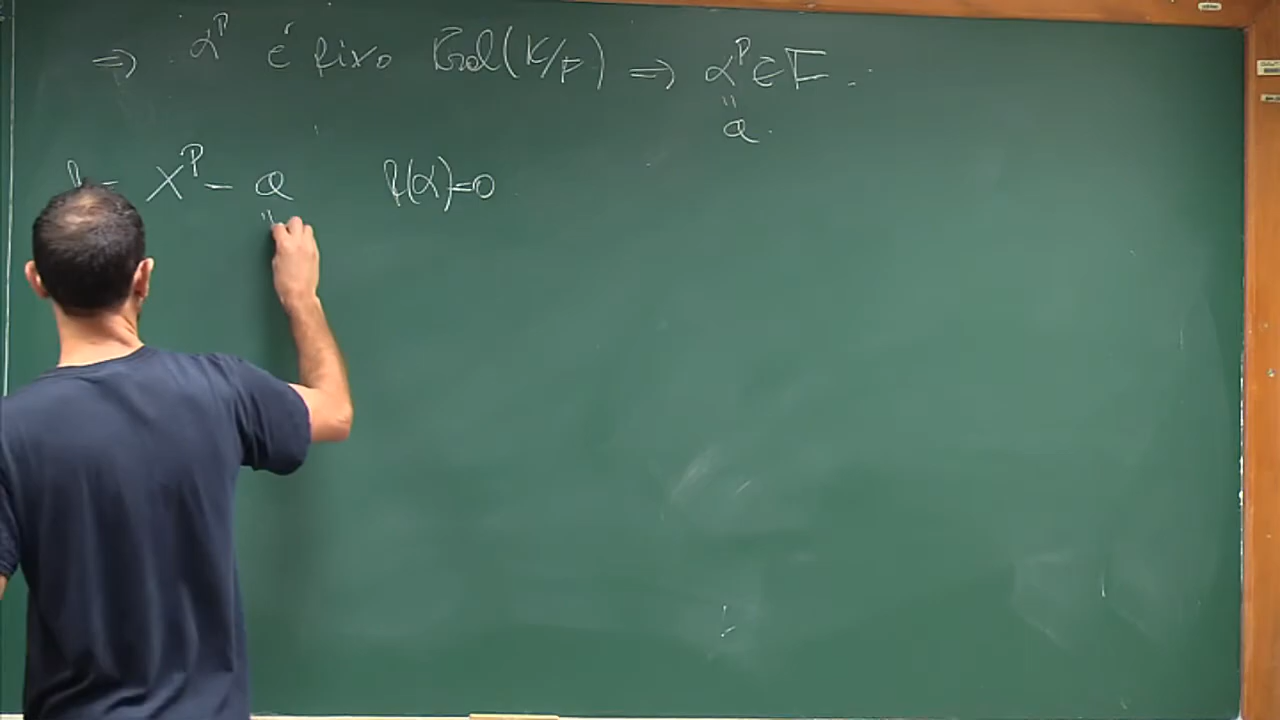 ⇒ α^p é fixo Gal(K/F) ⇒ α^p ∈ F.
"
a.
= X^p - a f(α)=0
"